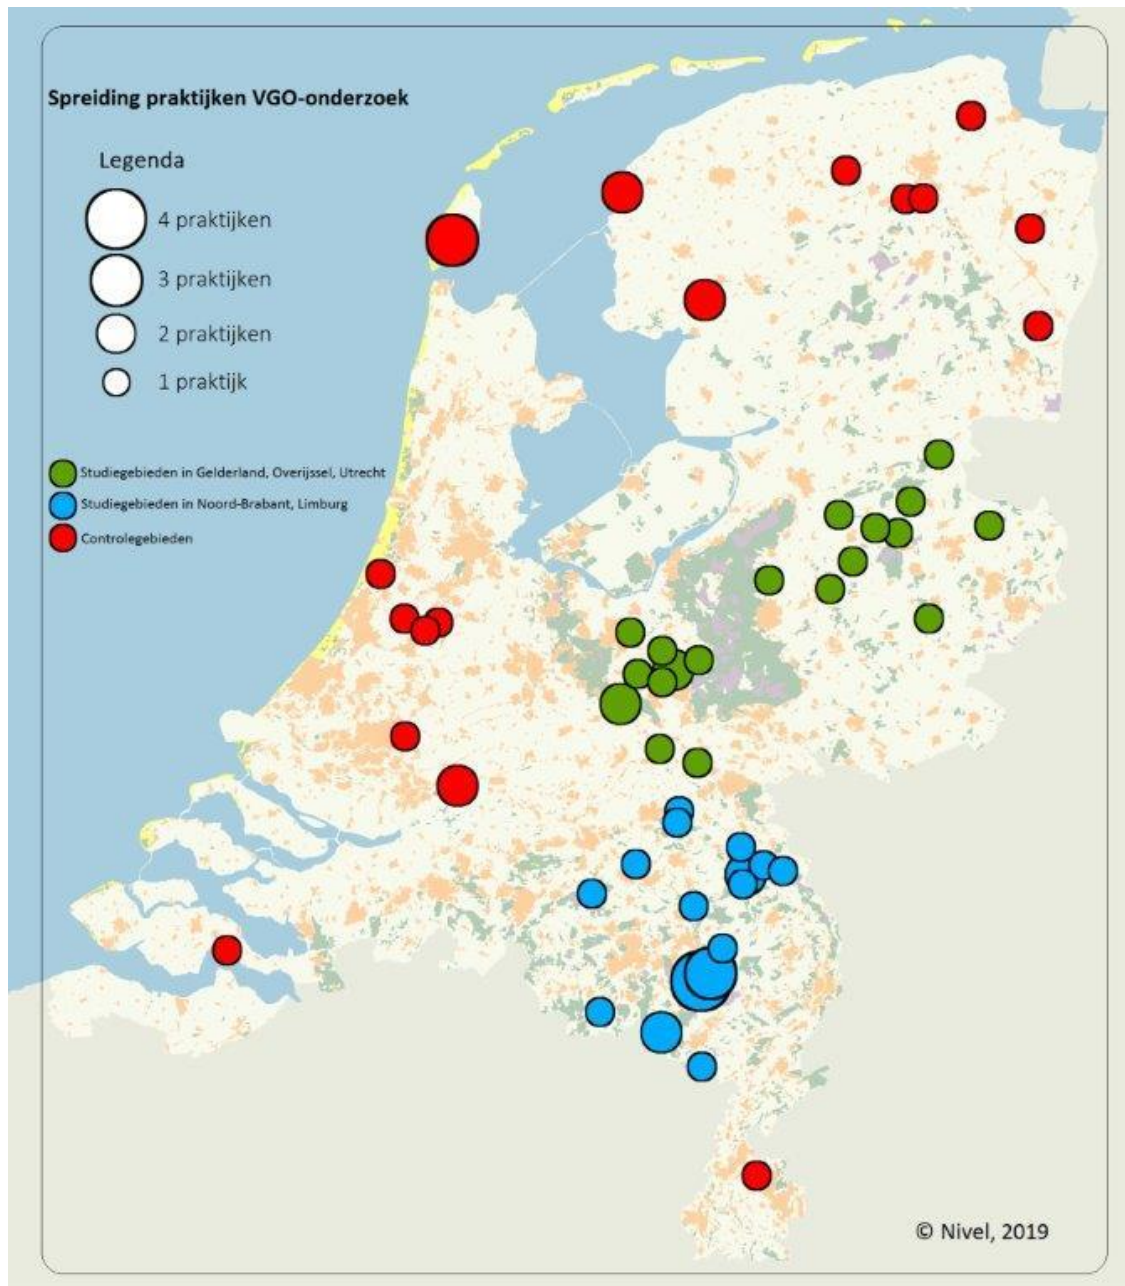 Spreiding praktijken VGO-onderzoek
Legenda
4 praktijken
3 praktijken
2 praktijken
1 praktijk
Studiegebieden in Gelderland, Overijssel, Utrecht
Studiegebieden in Noord-Brabant, Limburg
Controlegebieden
© Nivel, 2019